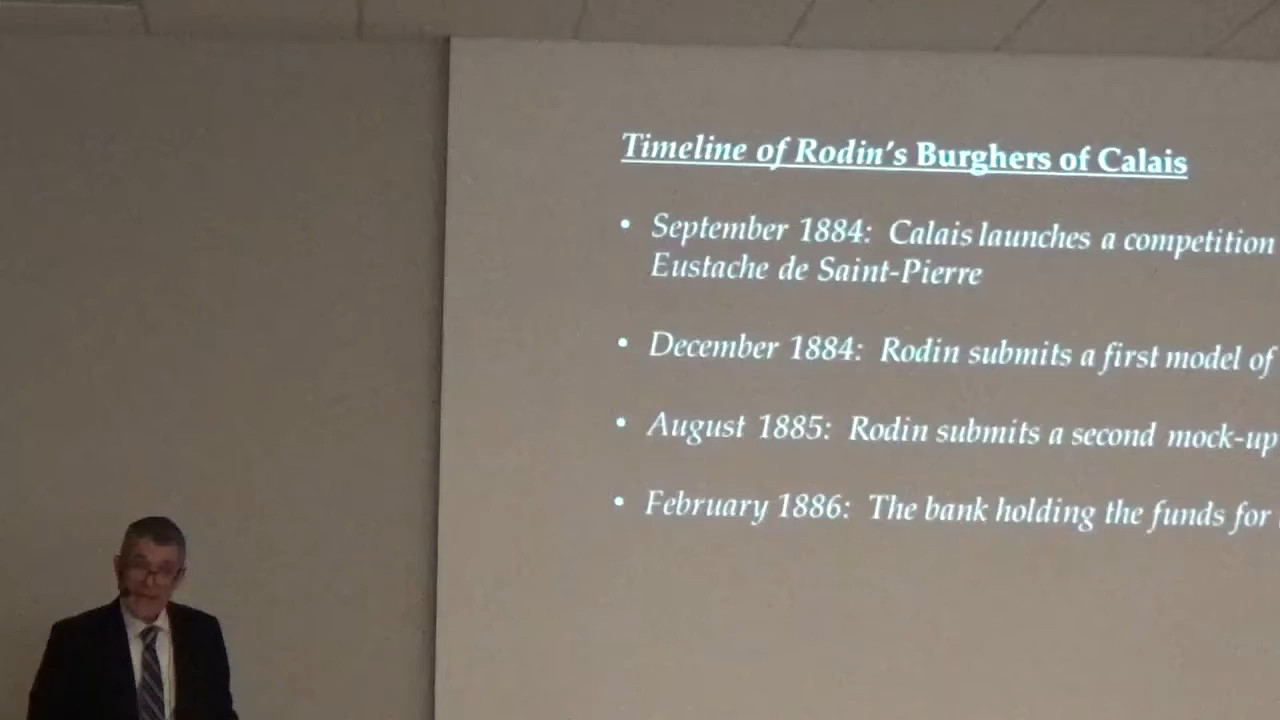 Timeline of Rodin's Burghers of Calais
• September 1884: Calais launches a competition
Eustache de Saint-Pierre
• December 1884: Rodin submits a first model of
• August 1885: Rodin submits a second mock-up
• February 1886: The bank holding the funds for